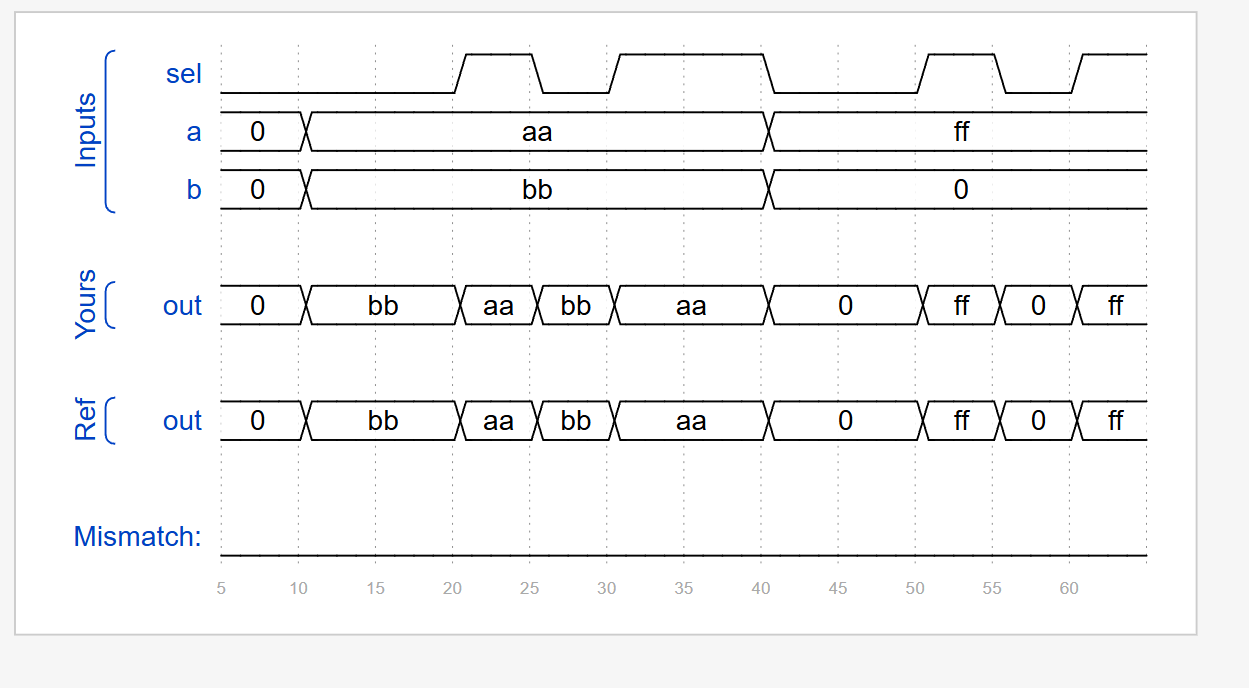 Inputs
sel
a 0 aa ff
b 0 bb 0
Yours
out 0 bb aa bb aa 0 ff 0 ff
Ref
out 0 bb aa bb aa 0 ff 0 ff
Mismatch:
5 10 15 20 25 30 35 40 45 50 55 60